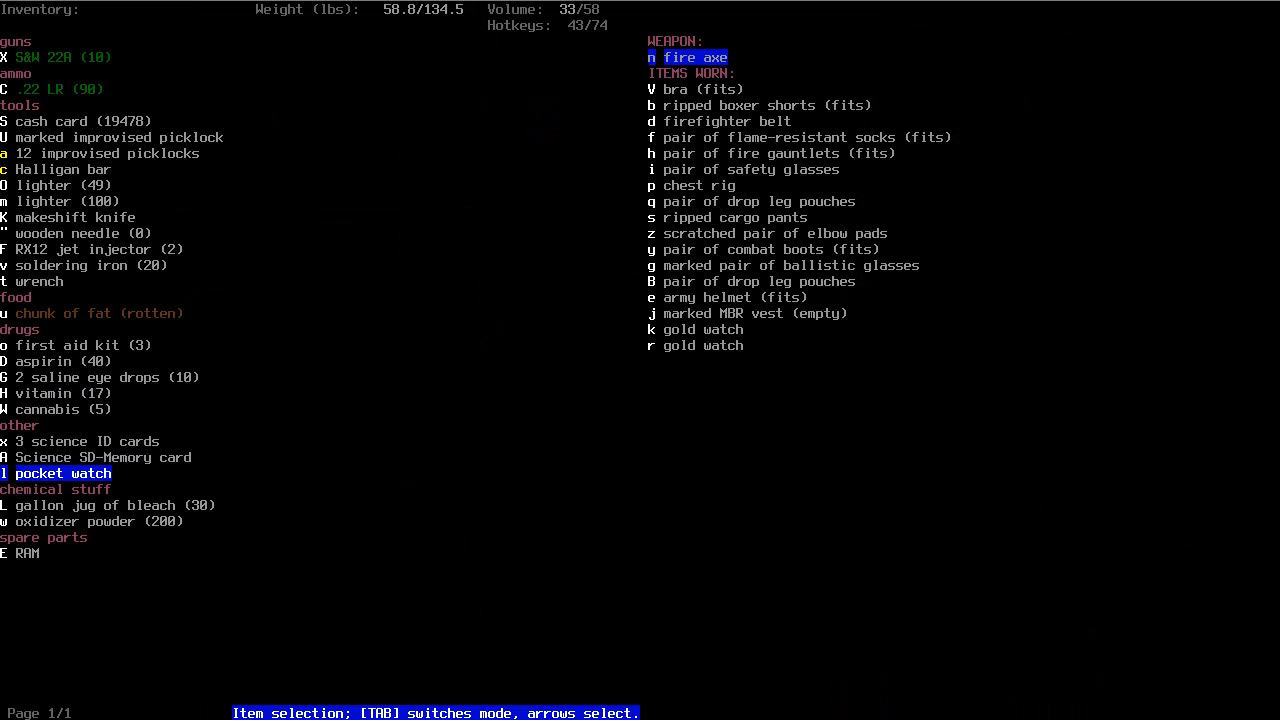 Inventory: Weight (lbs): 58.8/134.5 Volume: 33/58
Hotkeys: 43/74
guns
X S&W 22A (10)
ammo
C .22 LR (90)
tools
S cash card (19478)
U marked improvised picklock
a 12 improvised picklocks
c Halligan bar
O lighter (49)
m lighter (100)
K makeshift knife
" wooden needle (0)
F RX12 jet injector (2)
v soldering iron (20)
t wrench
food
u chunk of fat (rotten)
drugs
o first aid kit (3)
D aspirin (40)
G 2 saline eye drops (10)
H vitamin (17)
W cannabis (5)
other
x 3 science ID cards
A Science SD-Memory card
l pocket watch
chemical stuff
L gallon jug of bleach (30)
w oxidizer powder (200)
spare parts
E RAM
WEAPON:
n fire axe
ITEMS WORN:
V bra (fits)
b ripped boxer shorts (fits)
d firefighter belt
f pair of flame-resistant socks (fits)
h pair of fire gauntlets (fits)
i pair of safety glasses
p chest rig
q pair of drop leg pouches
s ripped cargo pants
z scratched pair of elbow pads
y pair of combat boots (fits)
g marked pair of ballistic glasses
B pair of drop leg pouches
e army helmet (fits)
j marked MBR vest (empty)
k gold watch
r gold watch
Page 1/1 Item selection; [TAB] switches mode, arrows select.